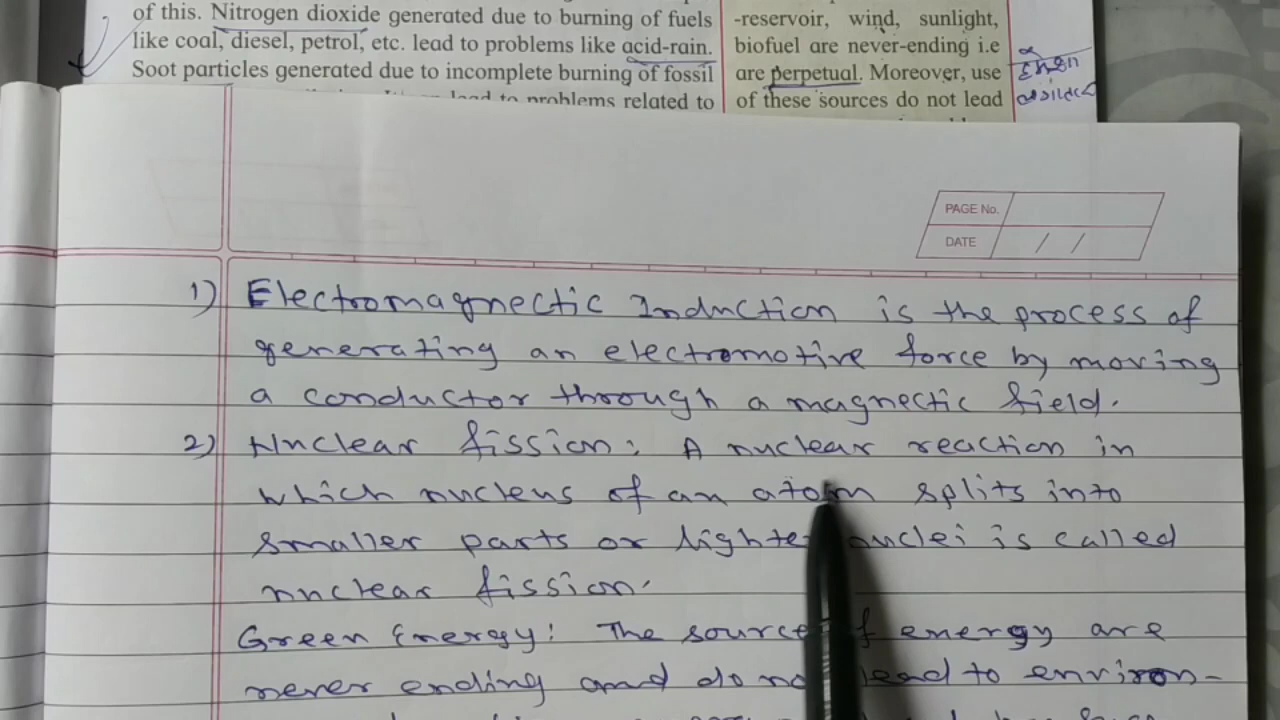 of this. Nitrogen dioxide generated due to burning of fuels
like coal, diesel, petrol, etc. lead to problems like acid-rain.
Soot particles generated due to incomplete burning of fossil
lead to problems related to
-reservoir, wind, sunlight,
biofuel are never-ending i.e
are perpetual. Moreover, use
of these sources do not lead
PAGE No.
DATE / /
1) Electromagnectic Induction is the process of
generating an electromotive force by moving
a conductor through a magnectic field.
2) Nuclear fission: A nuclear reaction in
which nucleus of an atom splits into
smaller parts or lighter nuclei is called
nuclear fission.
Green Energy: The source of energy are
never ending and do not lead to environ-